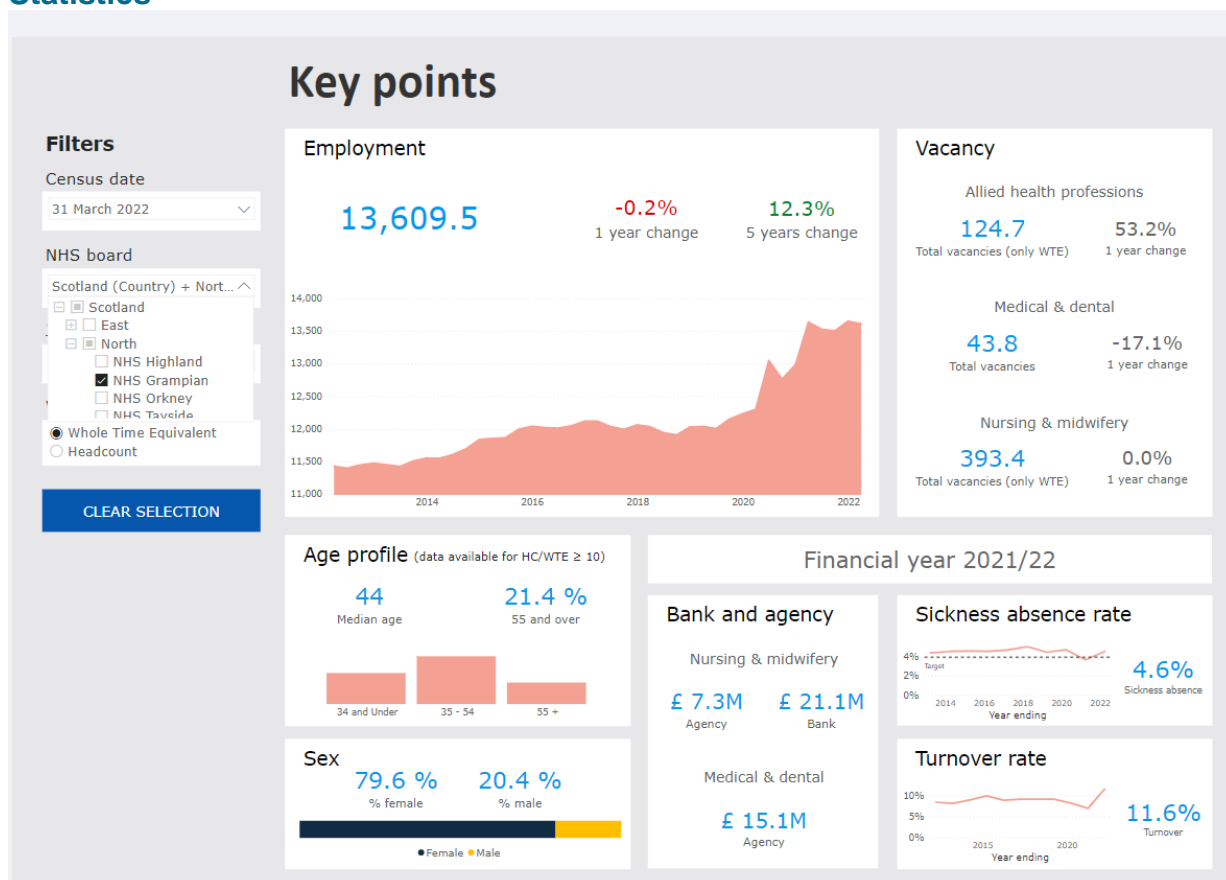 Statistics
Key points
Filters
Census date
31 March 2022
NHS board
Scotland (Country) + Nort...
Scotland
East
North
NHS Highland
NHS Grampian
NHS Orkney
NHS Tayside
Whole Time Equivalent
Headcount
CLEAR SELECTION
Employment
13,609.5
-0.2%
1 year change
12.3%
5 years change
14,000
13,500
13,000
12,500
12,000
11,500
11,000
2014 2016 2018 2020 2022
Vacancy
Allied health professions
124.7
Total vacancies (only WTE)
53.2%
1 year change
Medical & dental
43.8
Total vacancies
-17.1%
1 year change
Nursing & midwifery
393.4
Total vacancies (only WTE)
0.0%
1 year change
Age profile (data available for HC/WTE ≥ 10)
44
Median age
21.4 %
55 and over
34 and Under 35 - 54 55 +
Sex
79.6 %
% female
20.4 %
% male
Female Male
Financial year 2021/22
Bank and agency
Nursing & midwifery
£ 7.3M
Agency
£ 21.1M
Bank
Medical & dental
£ 15.1M
Agency
Sickness absence rate
4%
Target
2%
0%
2014 2016 2018 2020 2022
Year ending
4.6%
Sickness absence
Turnover rate
10%
5%
0%
2015 2020
Year ending
11.6%
Turnover